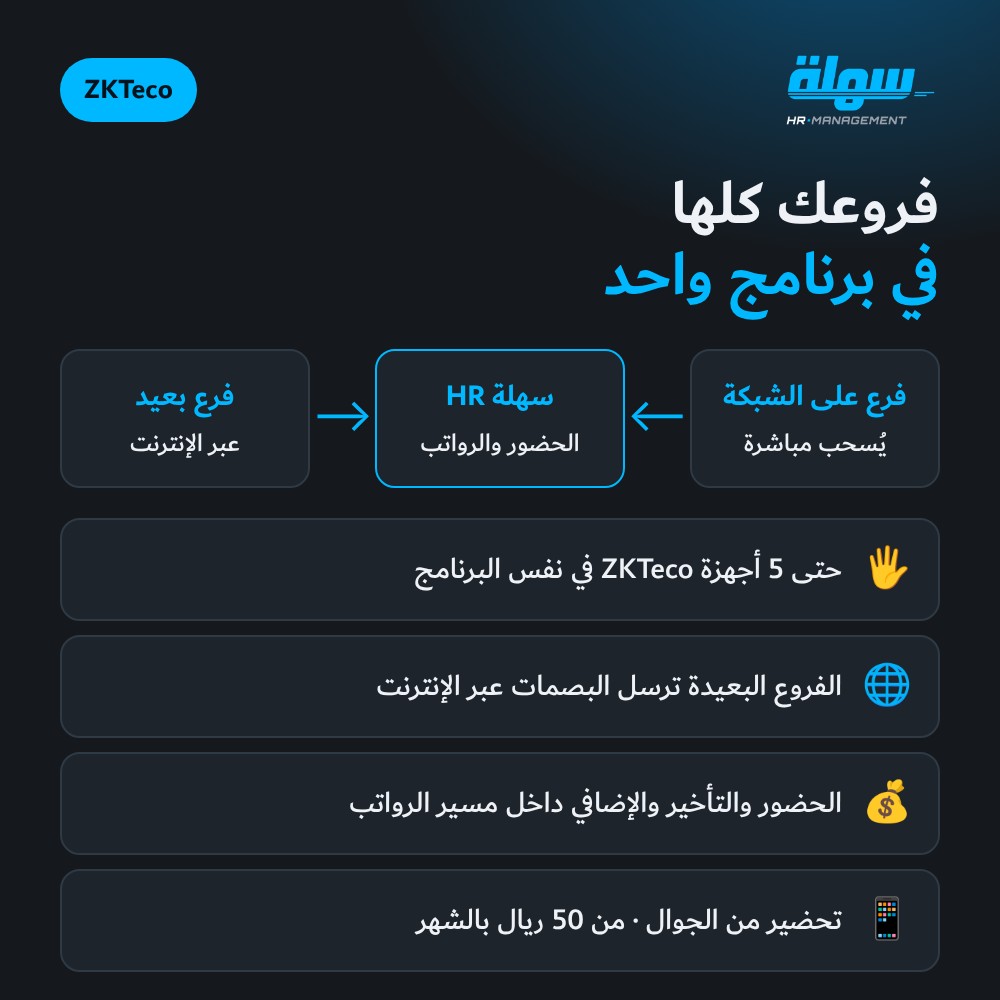 سهلة
HR·MANAGEMENT
ZKTeco
فروعك كلها
في برنامج واحد
فرع على الشبكة
يُسحب مباشرة
سهلة HR
الحضور والرواتب
فرع بعيد
عبر الإنترنت
حتى 5 أجهزة ZKTeco في نفس البرنامج
الفروع البعيدة ترسل البصمات عبر الإنترنت
الحضور والتأخير والإضافي داخل مسير الرواتب
تحضير من الجوال · من 50 ريال بالشهر